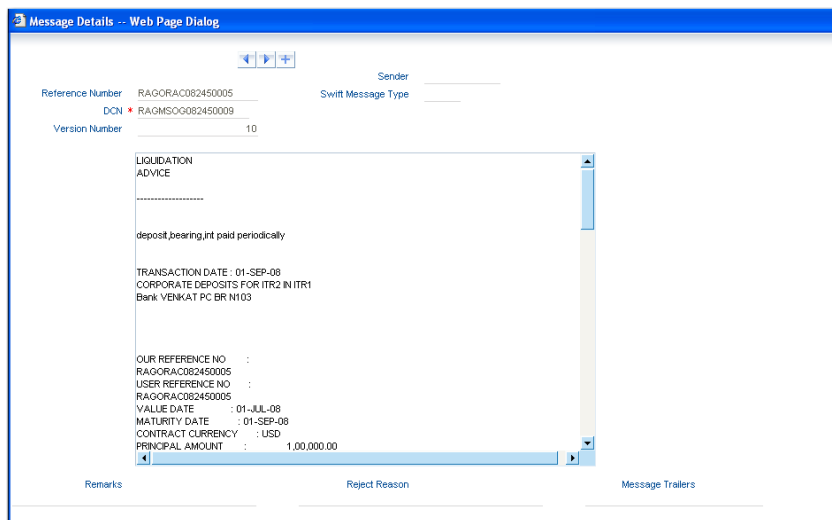 Message Details -- Web Page Dialog
Sender
Reference Number RAGORAC082450005 Swift Message Type
DCN * RAGMSOG082450009
Version Number 10
LIQUIDATION
ADVICE
-------------------
deposit,bearing,int paid periodically
TRANSACTION DATE : 01-SEP-08
CORPORATE DEPOSITS FOR ITR2 IN ITR1
Bank VENKAT PC BR N103
OUR REFERENCE NO :
RAGORAC082450005
USER REFERENCE NO :
RAGORAC082450005
VALUE DATE : 01-JUL-08
MATURITY DATE : 01-SEP-08
CONTRACT CURRENCY : USD
PRINCIPAL AMOUNT : 1,00,000.00
Remarks Reject Reason Message Trailers